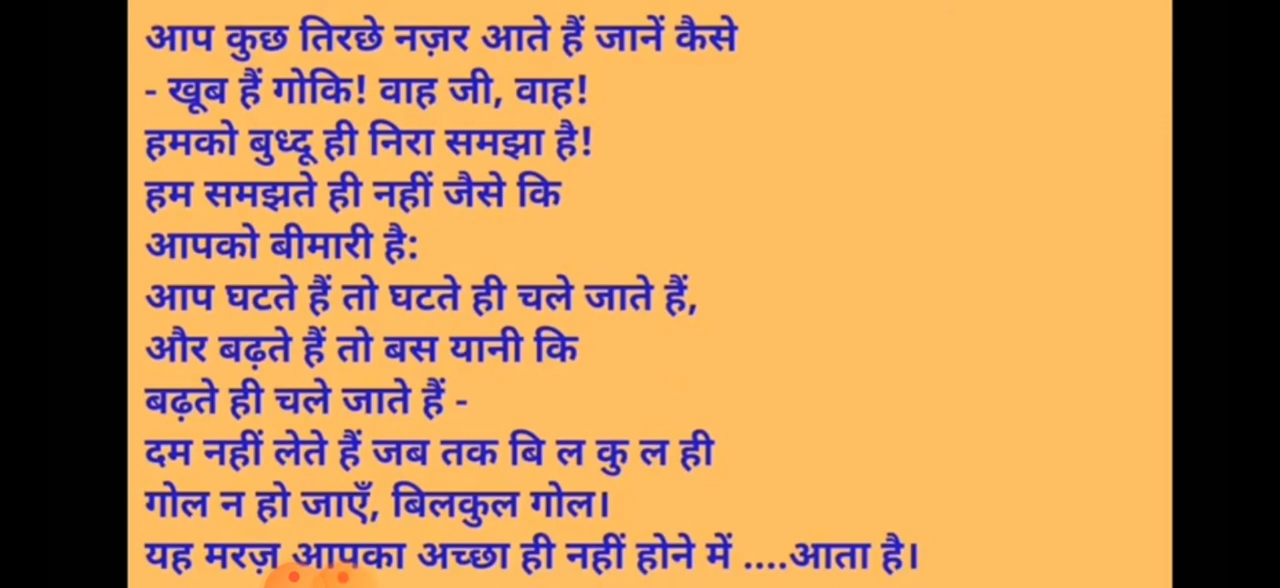 आप कुछ तिरछे नज़र आते हैं जानें कैसे
- खूब हैं गोकि! वाह जी, वाह!
हमको बुध्दू ही निरा समझा है!
हम समझते ही नहीं जैसे कि
आपको बीमारी है:
आप घटते हैं तो घटते ही चले जाते हैं,
और बढ़ते हैं तो बस यानी कि
बढ़ते ही चले जाते हैं -
दम नहीं लेते हैं जब तक बि ल कु ल ही
गोल न हो जाएँ, बिलकुल गोल।
यह मरज़ आपका अच्छा ही नहीं होने में ....आता है।